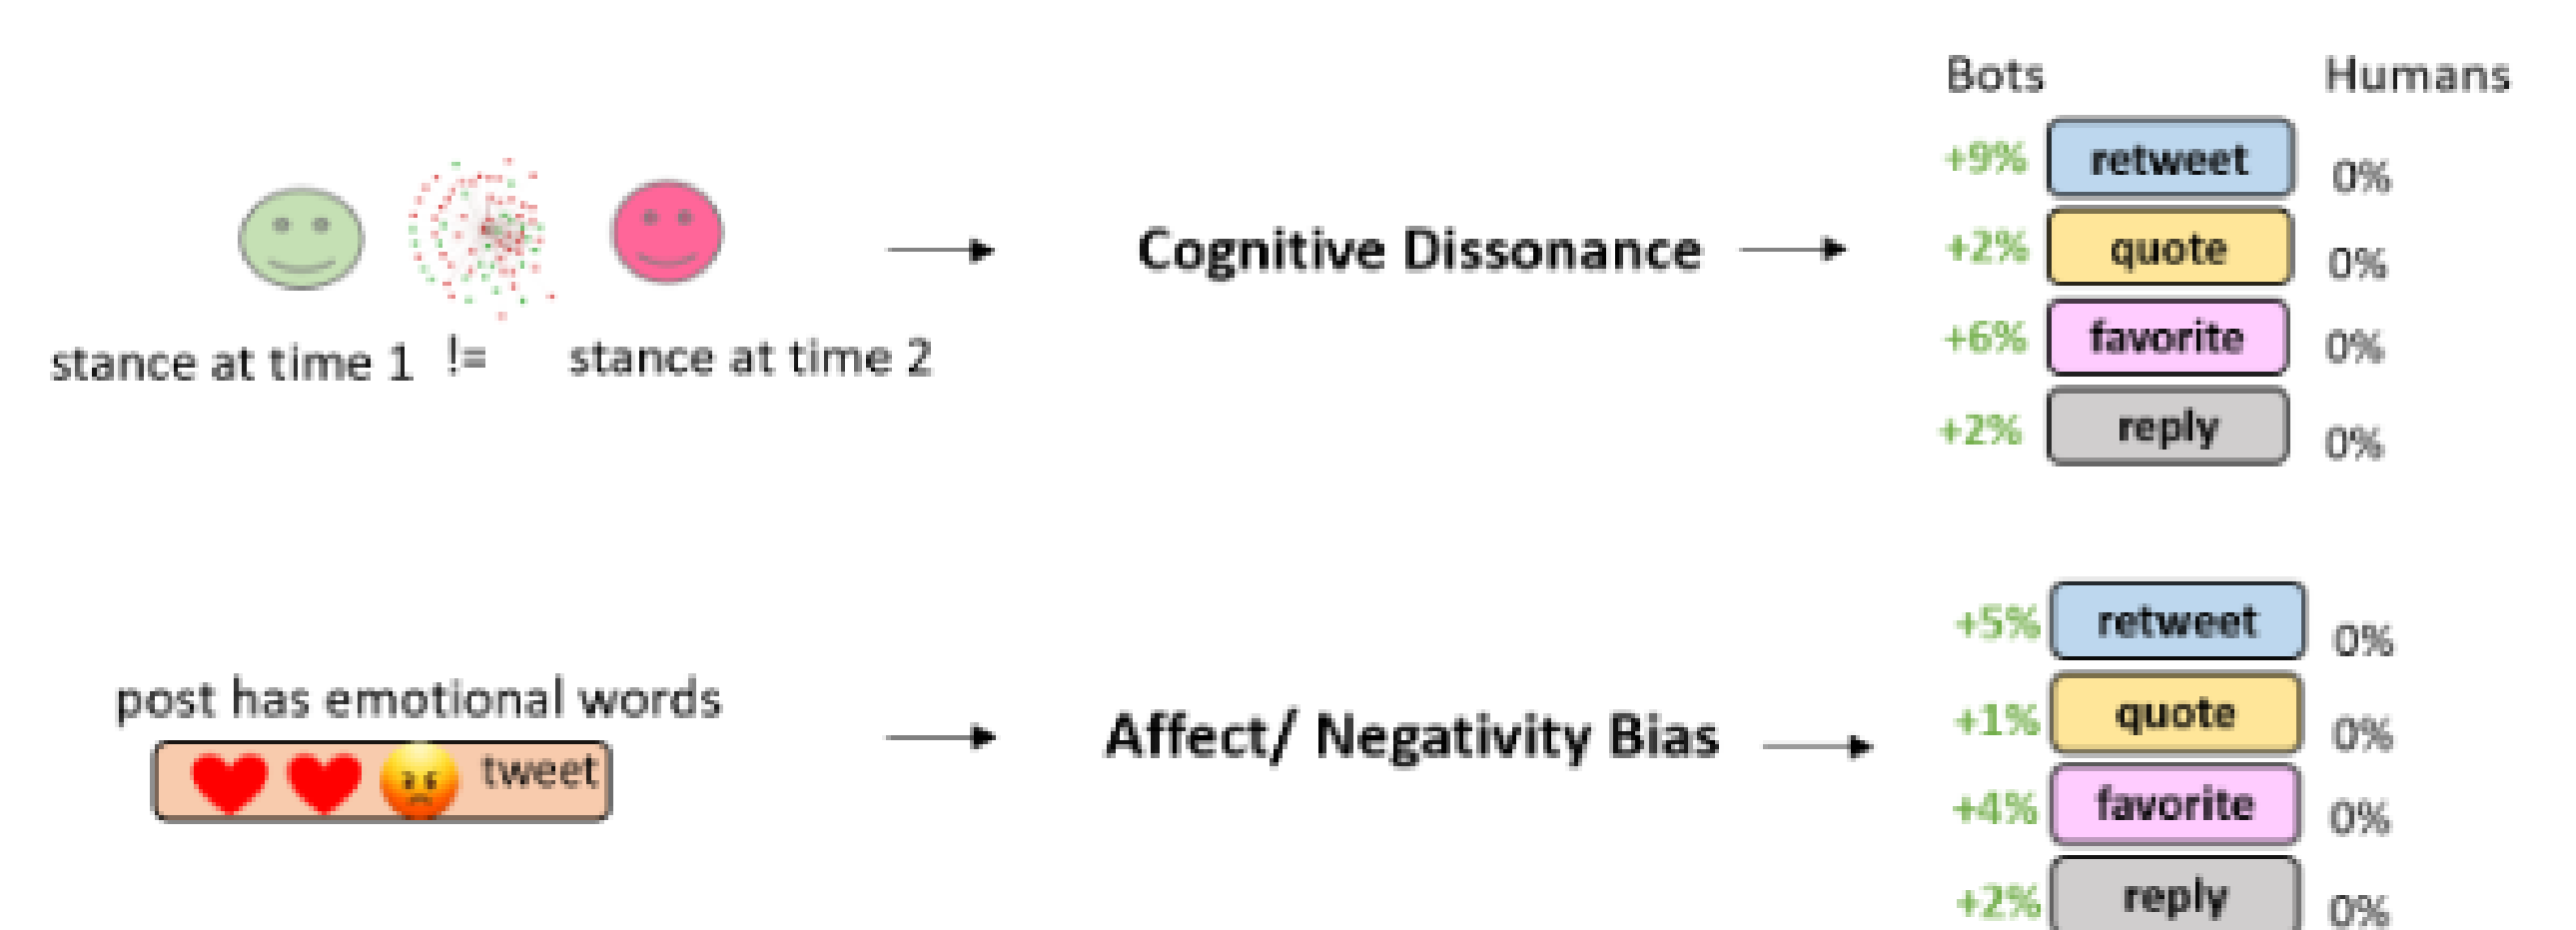 Bots Humans
+9% retweet 0%
+2% quote 0%
+6% favorite 0%
+2% reply 0%
stance at time 1 != stance at time 2
Cognitive Dissonance
+5% retweet 0%
+1% quote 0%
+4% favorite 0%
+2% reply 0%
post has emotional words
tweet
Affect/ Negativity Bias